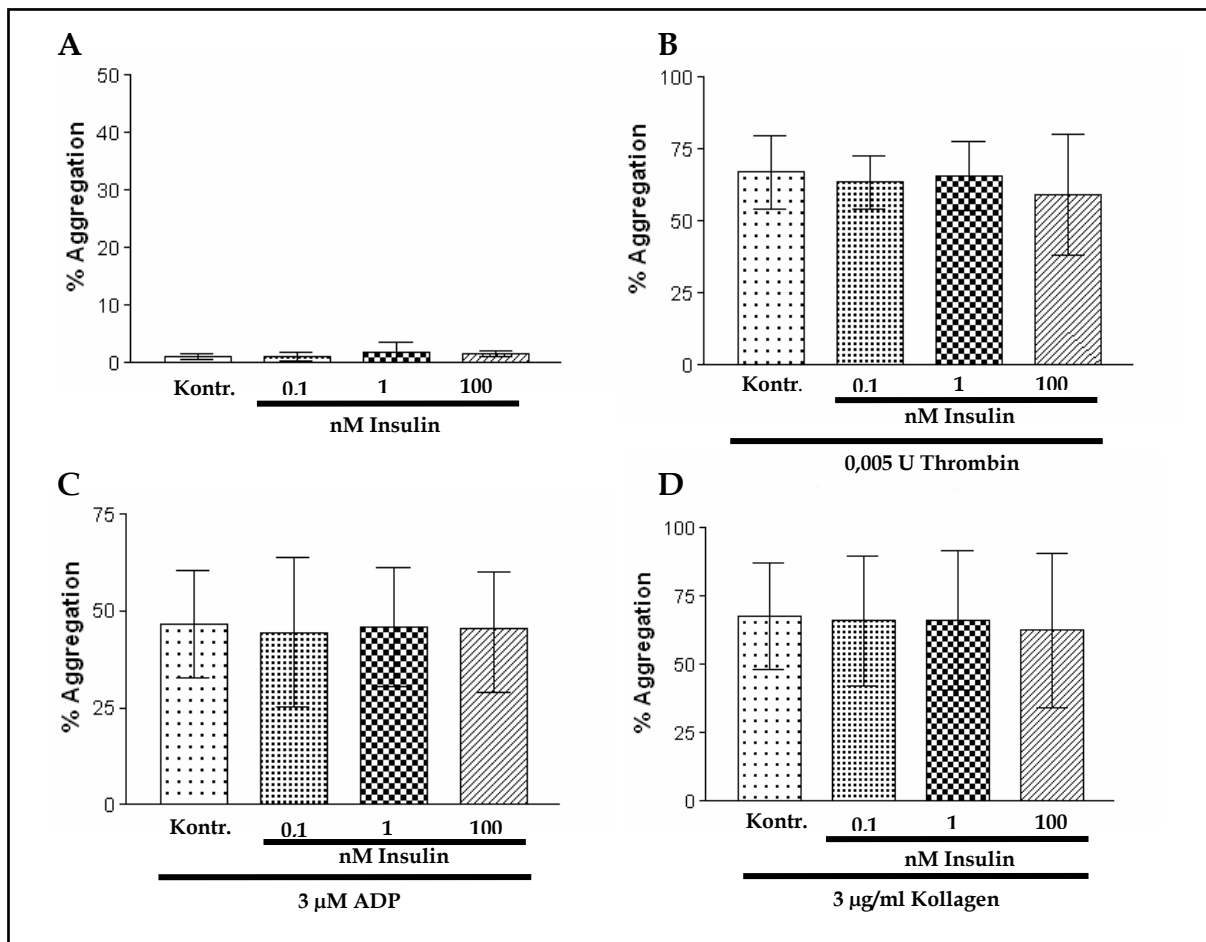 A
% Aggregation
50
40
30
20
10
0
Kontr.
0.1
1
100
nM Insulin
B
% Aggregation
100
75
50
25
0
Kontr.
0.1
1
100
nM Insulin
0,005 U Thrombin
C
% Aggregation
75
50
25
0
Kontr.
0.1
1
100
nM Insulin
3 µM ADP
D
% Aggregation
100
75
50
25
0
Kontr.
0.1
1
100
nM Insulin
3 µg/ml Kollagen